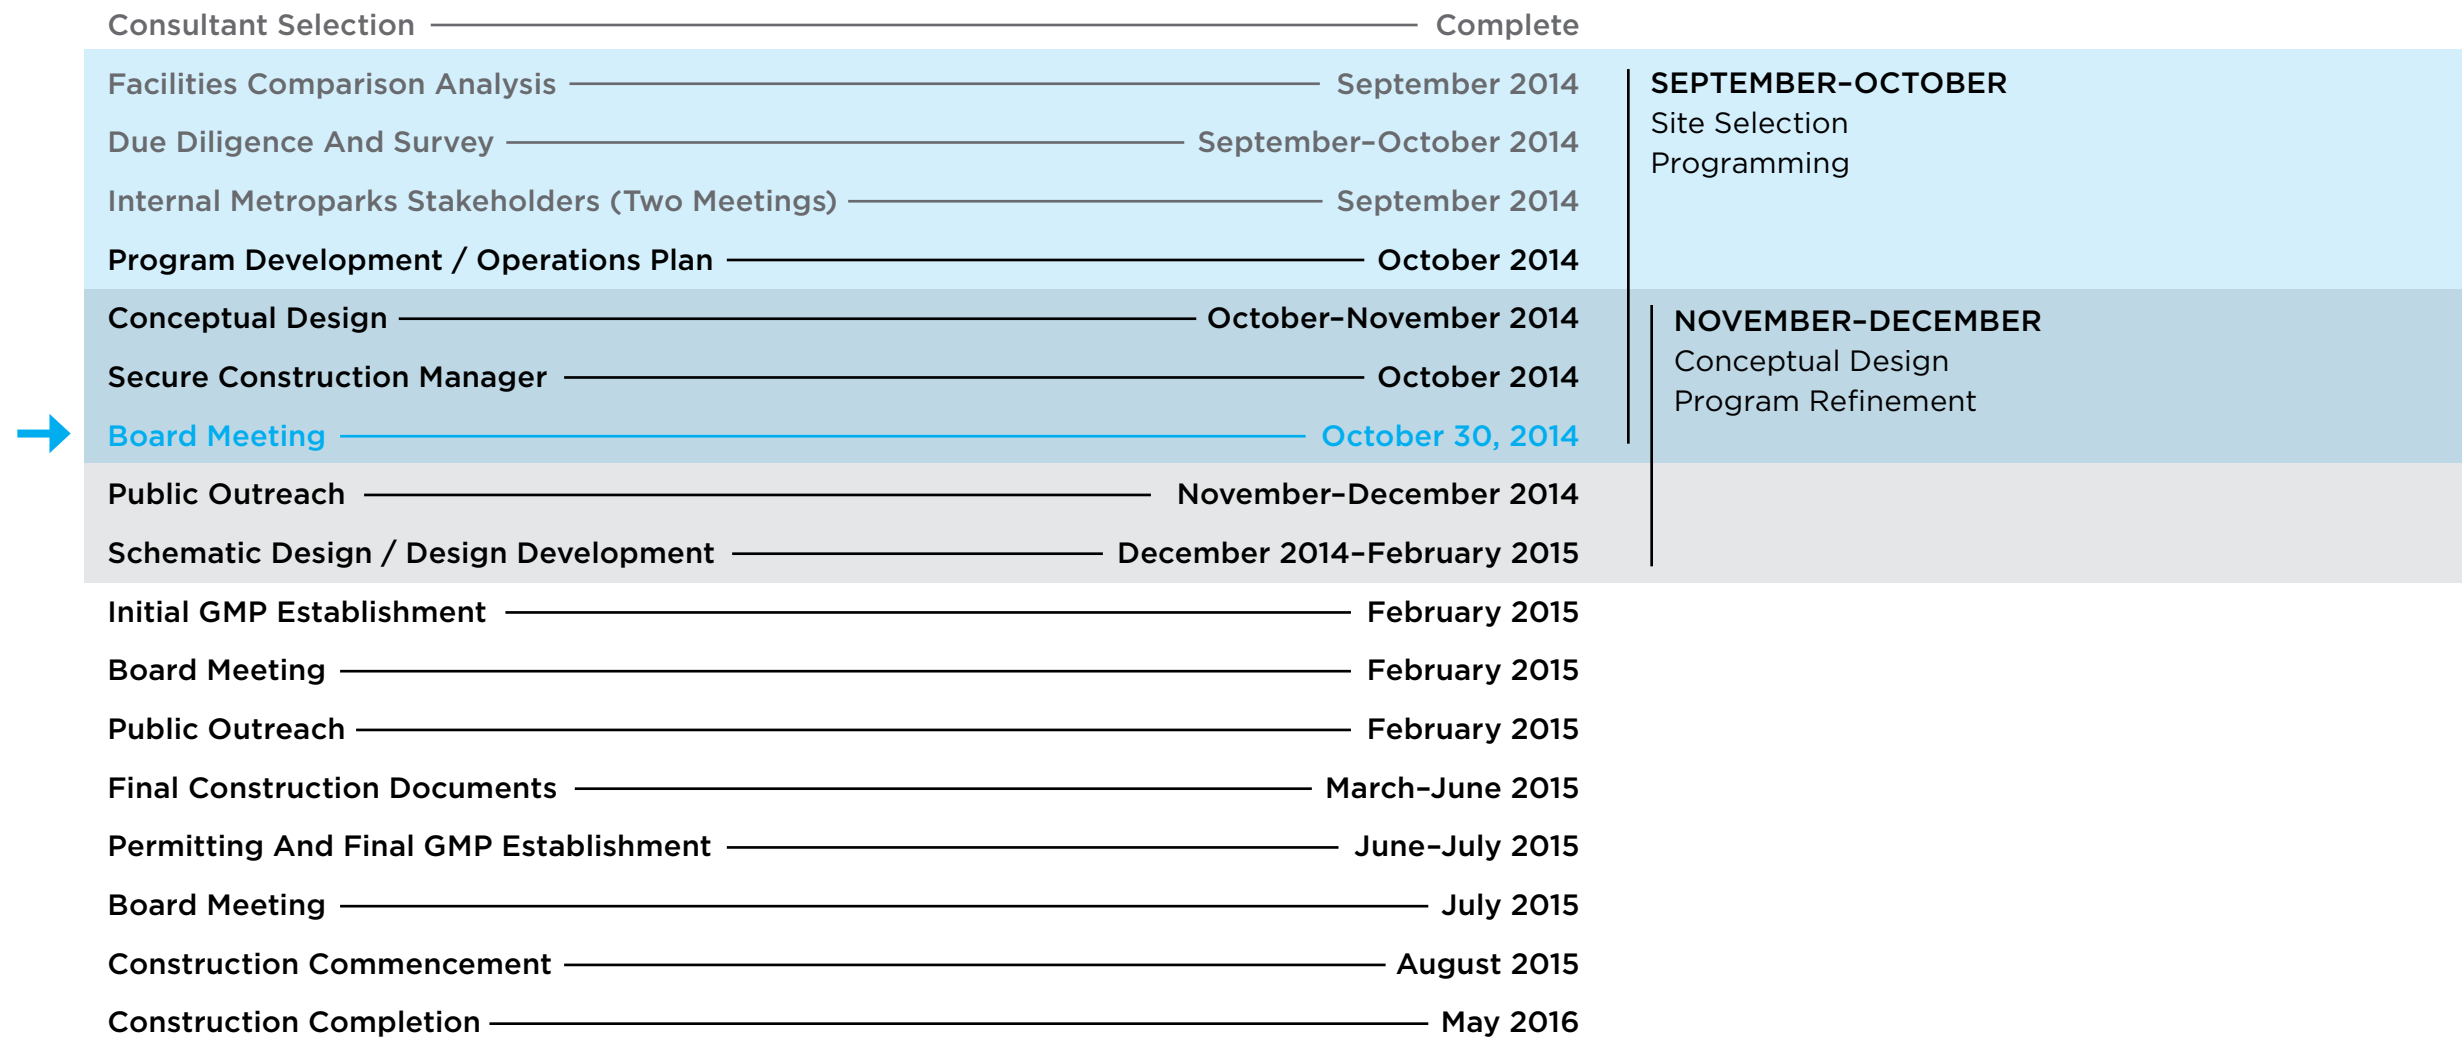 Consultant Selection Complete
Facilities Comparison Analysis September 2014
Due Diligence And Survey September–October 2014
Internal Metroparks Stakeholders (Two Meetings) September 2014
Program Development / Operations Plan October 2014
Conceptual Design October–November 2014
Secure Construction Manager October 2014
Board Meeting October 30, 2014
Public Outreach November–December 2014
Schematic Design / Design Development December 2014–February 2015
Initial GMP Establishment February 2015
Board Meeting February 2015
Public Outreach February 2015
Final Construction Documents March–June 2015
Permitting And Final GMP Establishment June–July 2015
Board Meeting July 2015
Construction Commencement August 2015
Construction Completion May 2016
SEPTEMBER–OCTOBER
Site Selection
Programming
NOVEMBER–DECEMBER
Conceptual Design
Program Refinement